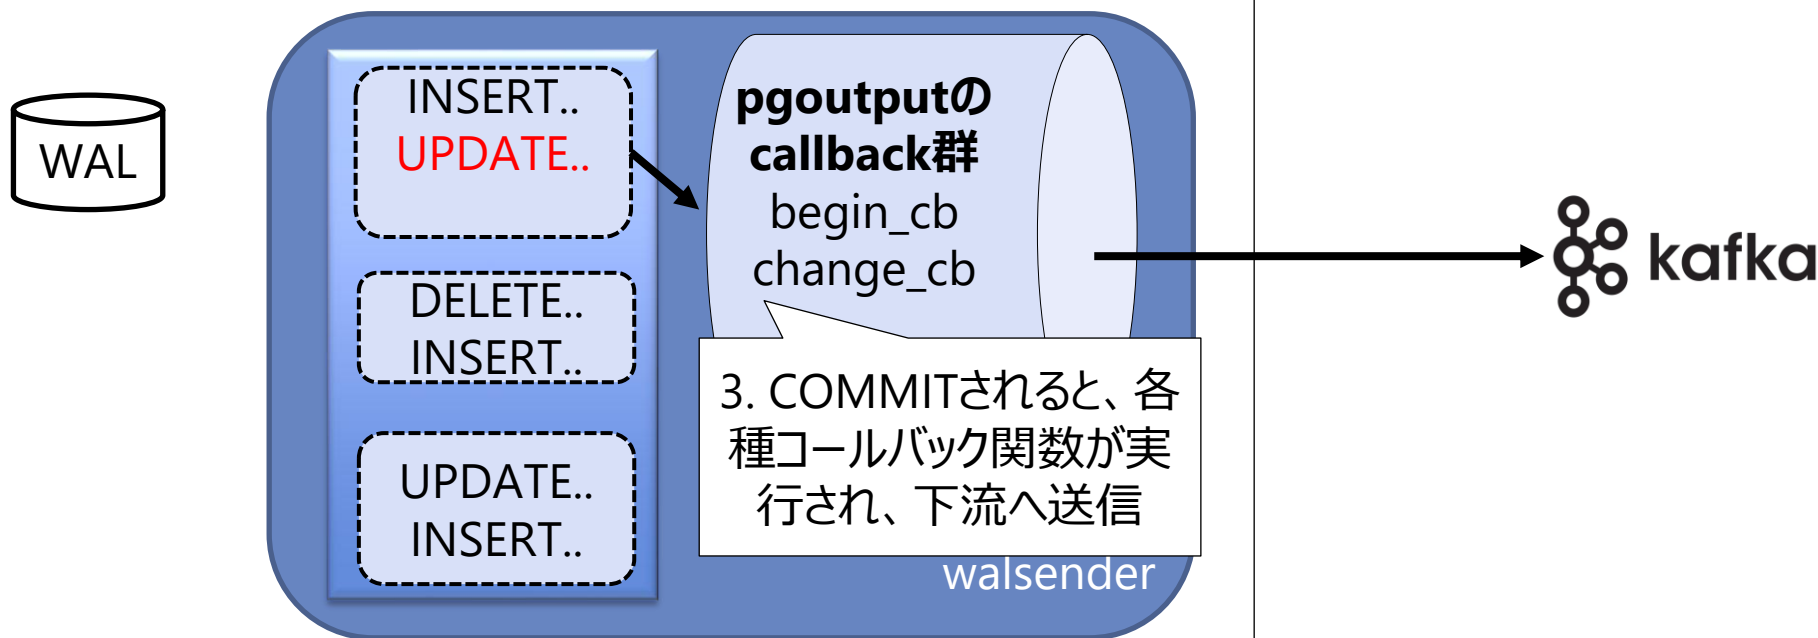 WAL
INSERT..
UPDATE..
DELETE..
INSERT..
UPDATE..
INSERT..
pgoutputの
callback群
begin_cb
change_cb
3. COMMITされると、各
種コールバック関数が実
行され、下流へ送信
walsender
kafka